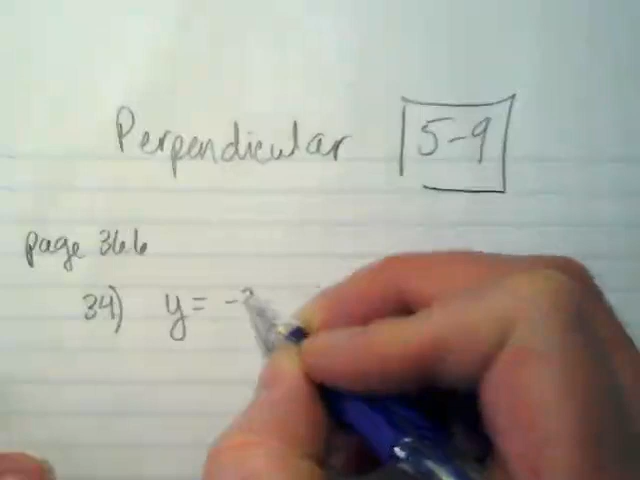 Perpendicular 5-9
page 366
34) y = -